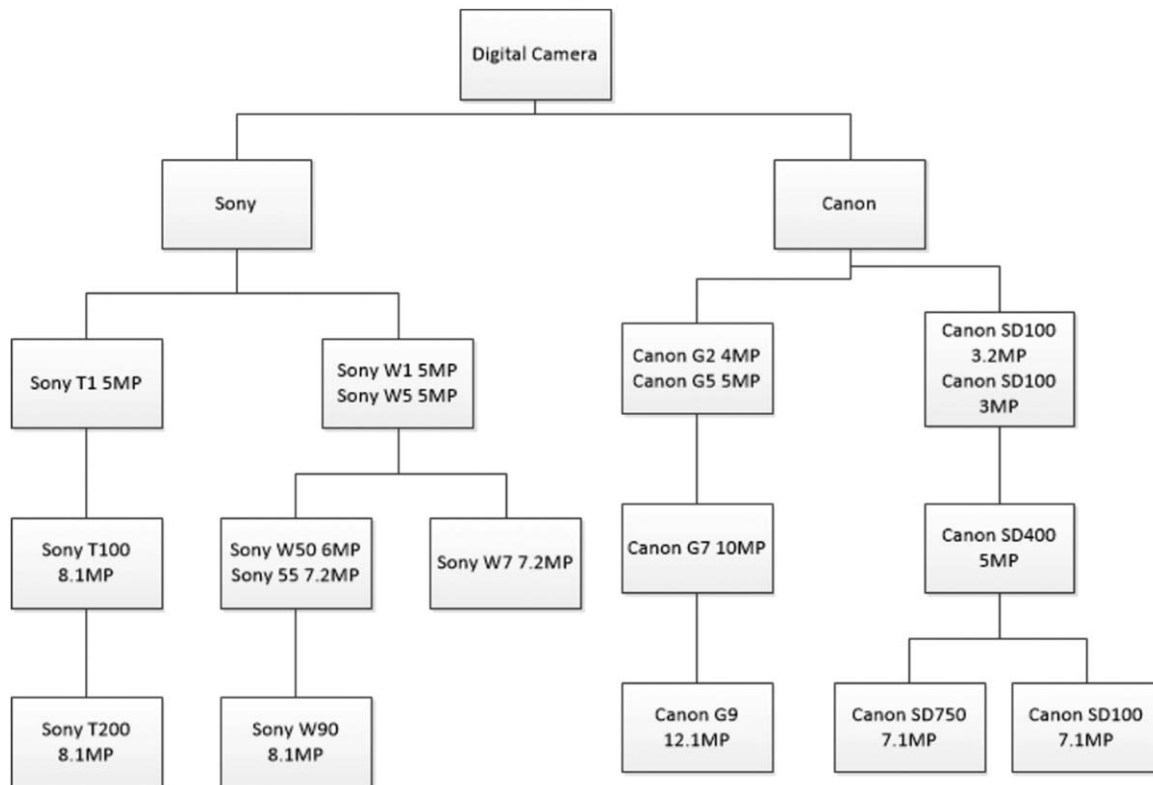 Digital Camera
Sony
Canon
Sony T1 5MP
Sony W1 5MP
Sony W5 5MP
Canon G2 4MP
Canon G5 5MP
Canon SD100
3.2MP
Canon SD100
3MP
Sony T100
8.1MP
Sony W50 6MP
Sony 55 7.2MP
Sony W7 7.2MP
Canon G7 10MP
Canon SD400
5MP
Sony T200
8.1MP
Sony W90
8.1MP
Canon G9
12.1MP
Canon SD750
7.1MP
Canon SD100
7.1MP